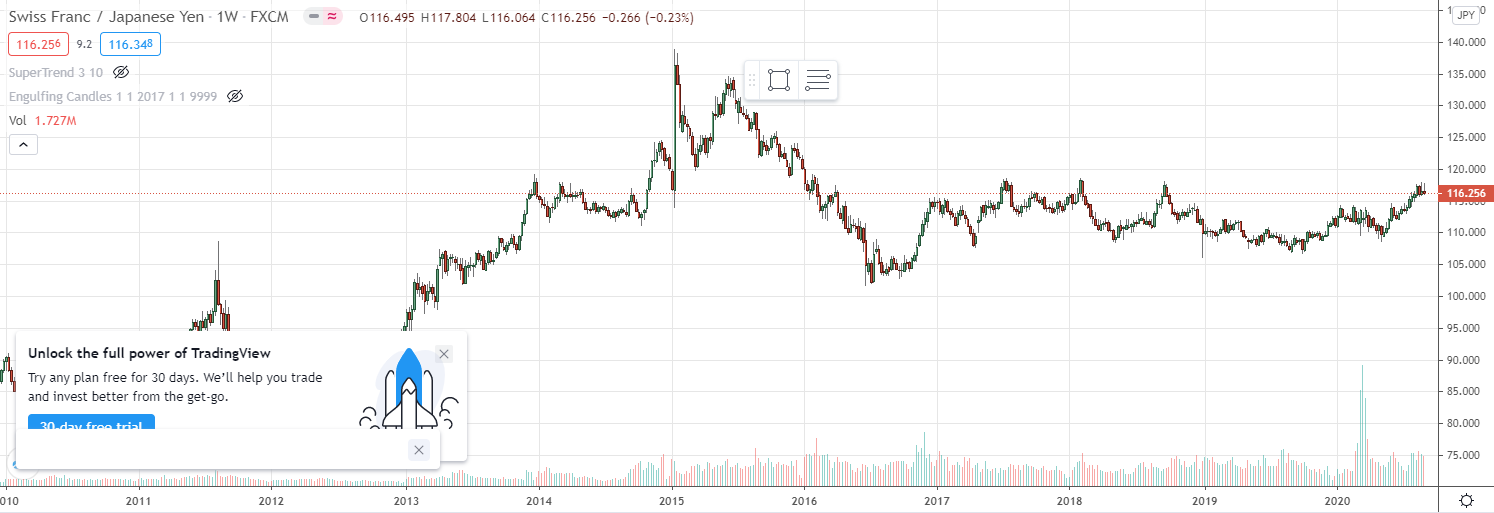 Swiss Franc / Japanese Yen · 1W · FXCM O116.495 H117.804 L116.064 C116.256 −0.266 (−0.23%)
JPY
116.256 9.2 116.348
SuperTrend 3 10
Engulfing Candles 1 1 2017 1 1 9999
Vol 1.727M
140.000
135.000
130.000
125.000
120.000
116.256
110.000
105.000
100.000
95.000
90.000
85.000
80.000
75.000
Unlock the full power of TradingView
Try any plan free for 30 days. We'll help you trade
and invest better from the get-go.
30-day free trial
2010 2011 2012 2013 2014 2015 2016 2017 2018 2019 2020